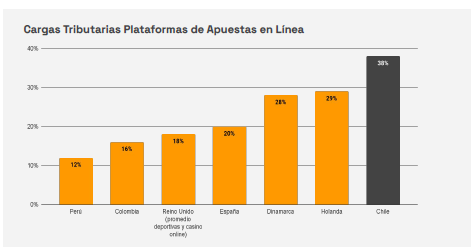 Cargas Tributarias Plataformas de Apuestas en Línea
40%
30%
20%
10%
0%
12%
16%
18%
20%
28%
29%
38%
Perú
Colombia
Reino Unido
(promedio
deportivas y casino
online)
España
Dinamarca
Holanda
Chile